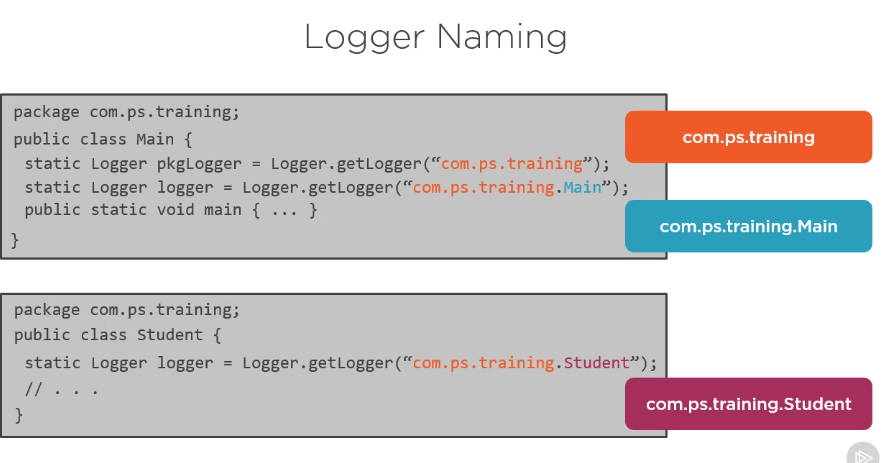 Logger Naming
package com.ps.training;
public class Main {
static Logger pkgLogger = Logger.getLogger(“com.ps.training”);
static Logger logger = Logger.getLogger(“com.ps.training.Main”);
public static void main { ... }
}
com.ps.training
com.ps.training.Main
package com.ps.training;
public class Student {
static Logger logger = Logger.getLogger(“com.ps.training.Student”);
// . . .
}
com.ps.training.Student